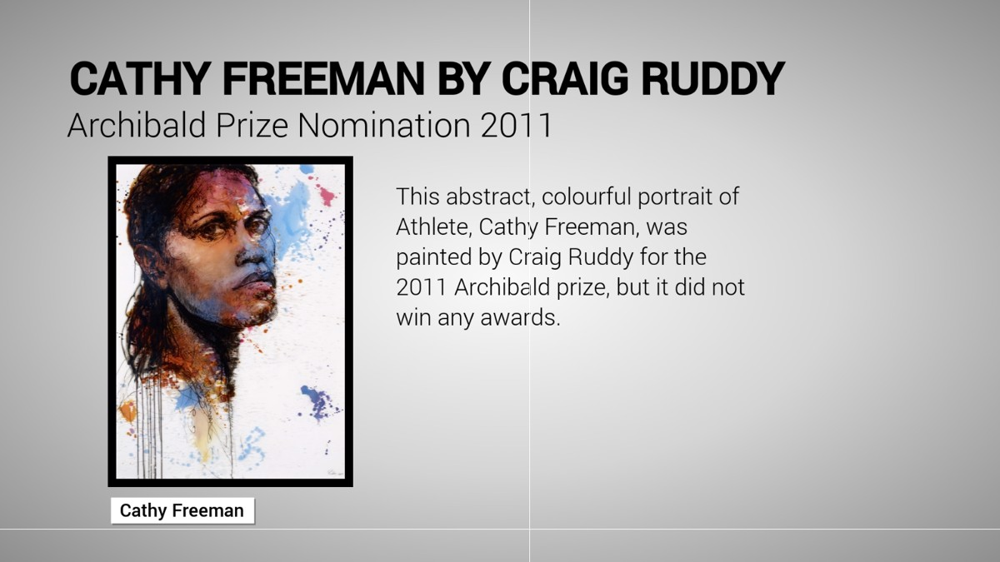 CATHY FREEMAN BY CRAIG RUDDY
Archibald Prize Nomination 2011
This abstract, colourful portrait of
Athlete, Cathy Freeman, was
painted by Craig Ruddy for the
2011 Archibald prize, but it did not
win any awards.
Cathy Freeman